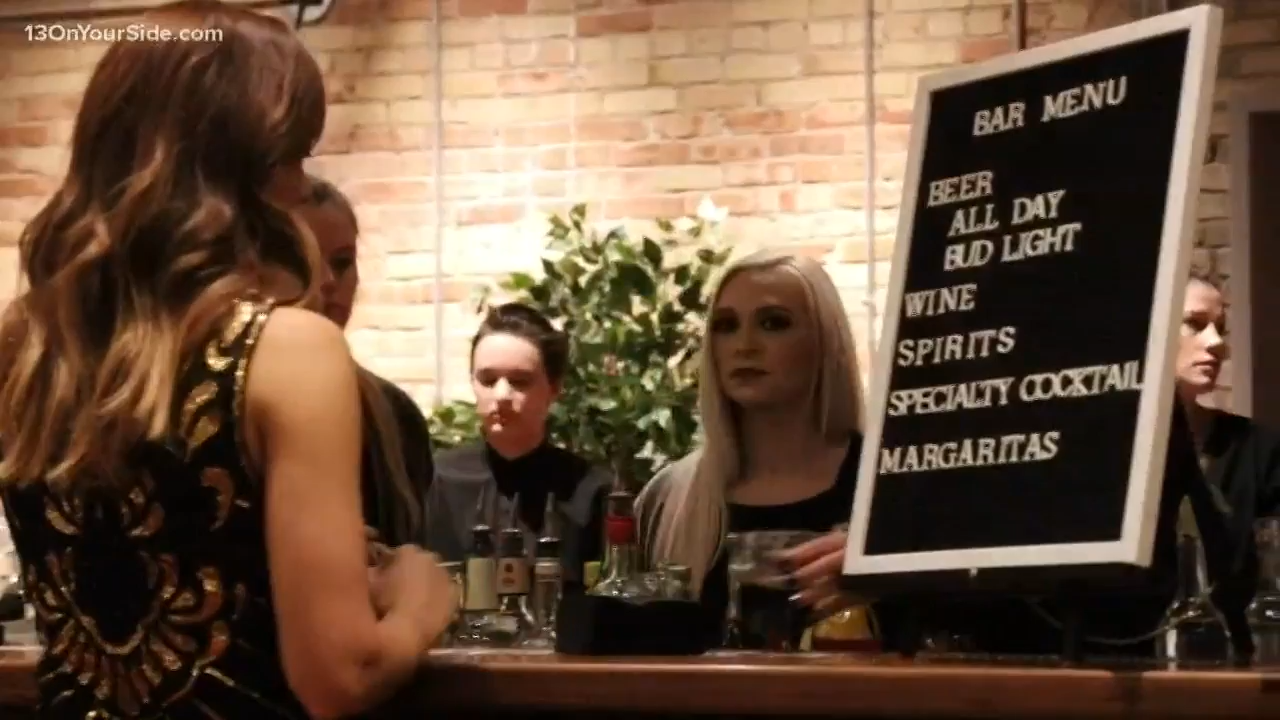 13OnYourSide.com
BAR MENU
BEER
ALL DAY
BUD LIGHT
WINE
SPIRITS
SPECIALTY COCKTAIL
MARGARITAS